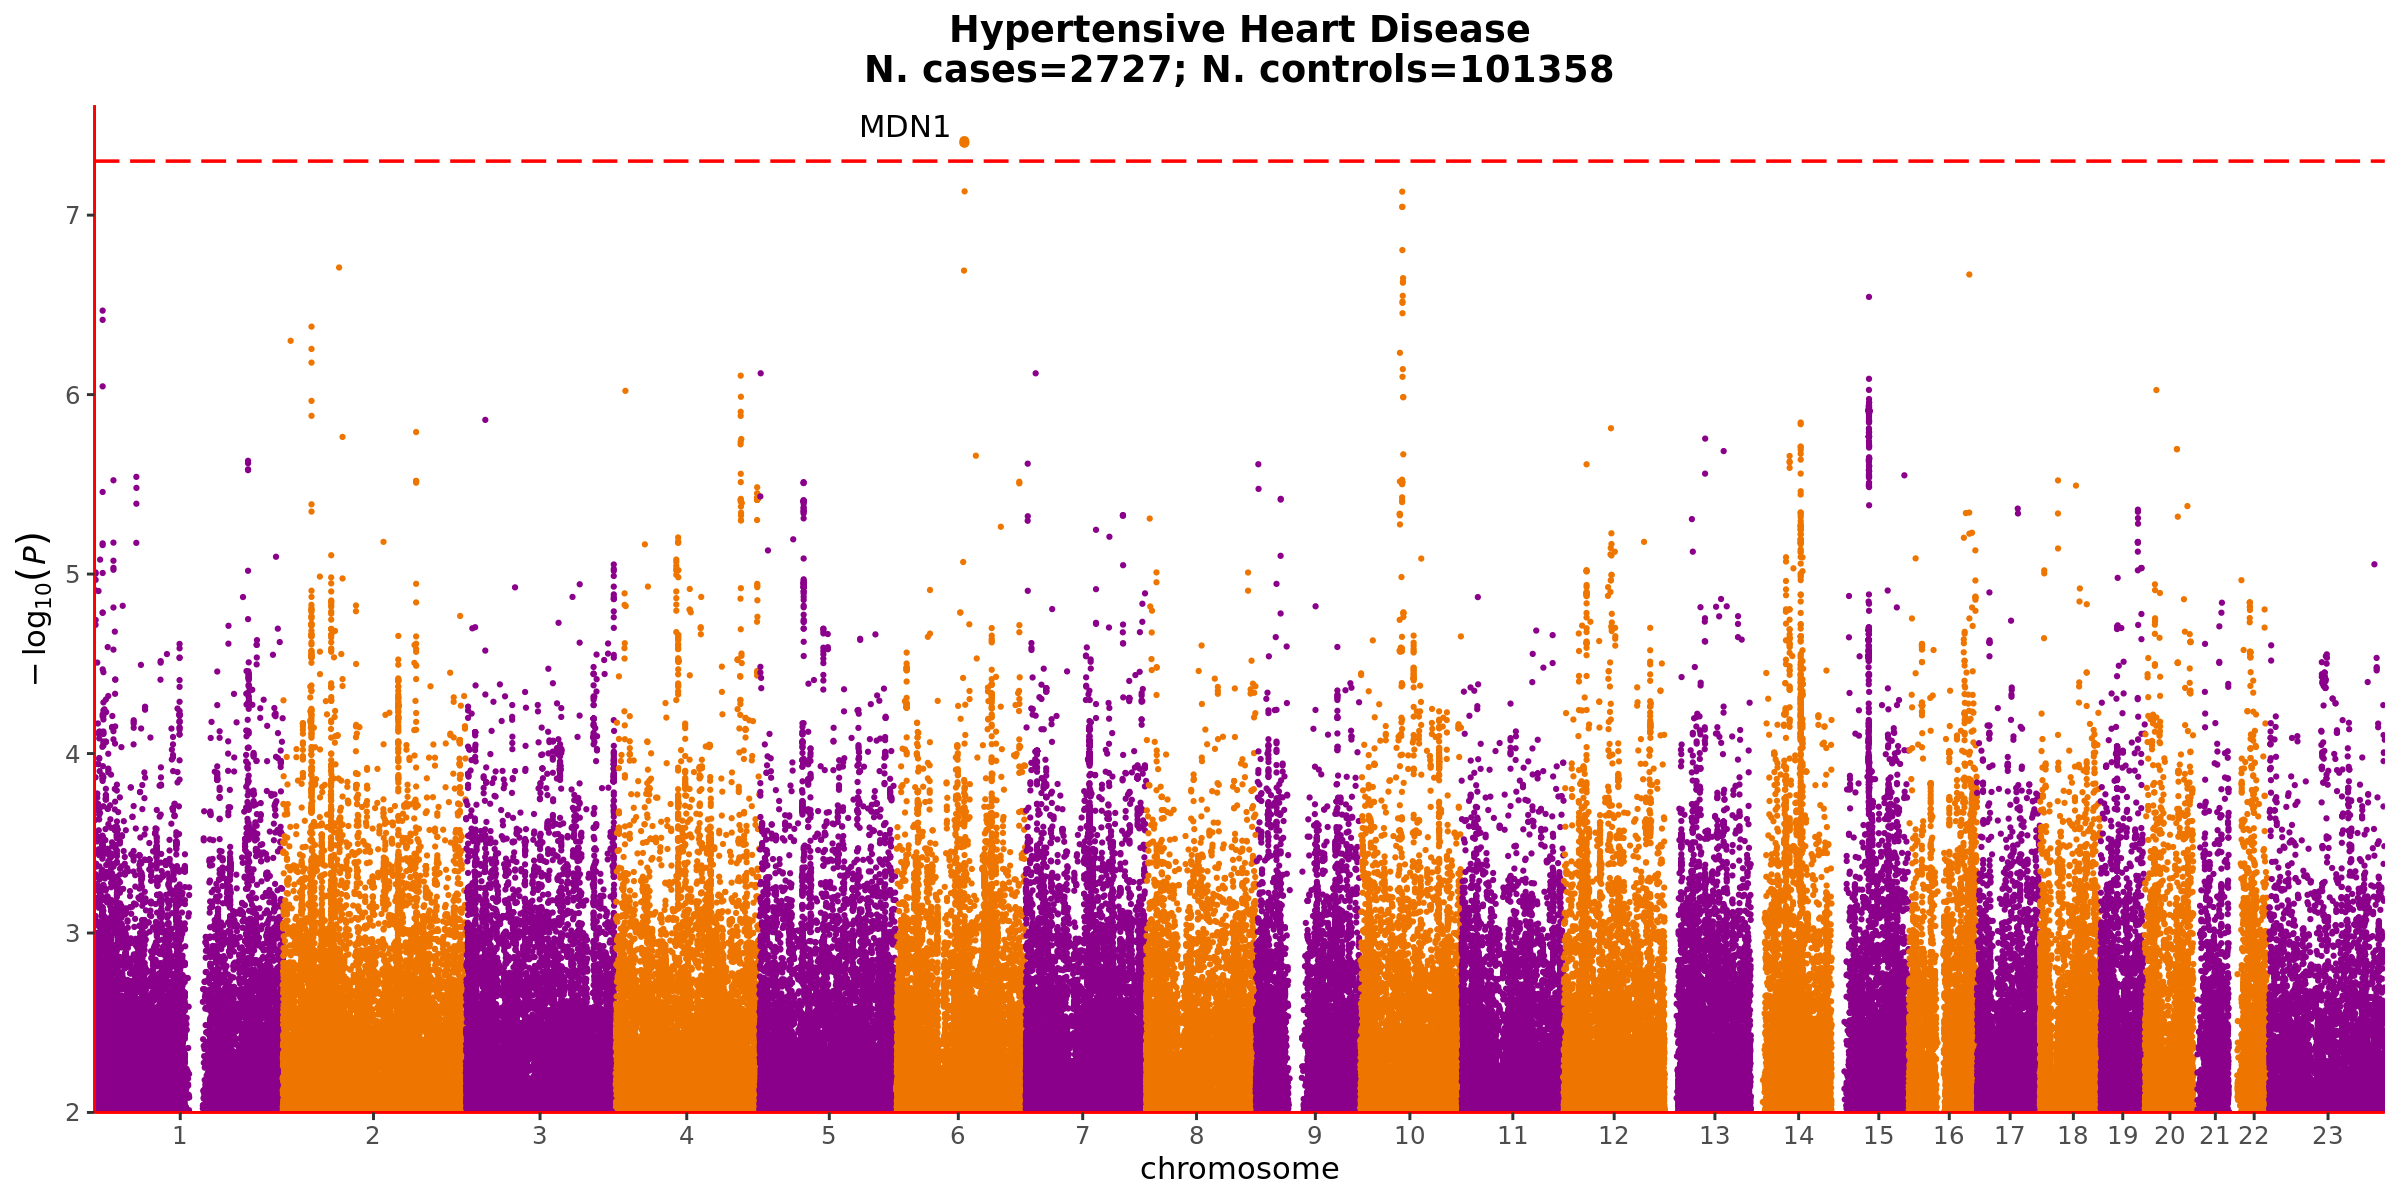 Hypertensive Heart Disease
N. cases=2727; N. controls=101358
MDN1
7
6
5
4
3
2
− log10(P)
1 2 3 4 5 6 7 8 9 10 11 12 13 14 15 16 17 18 19 20 21 22 23
chromosome